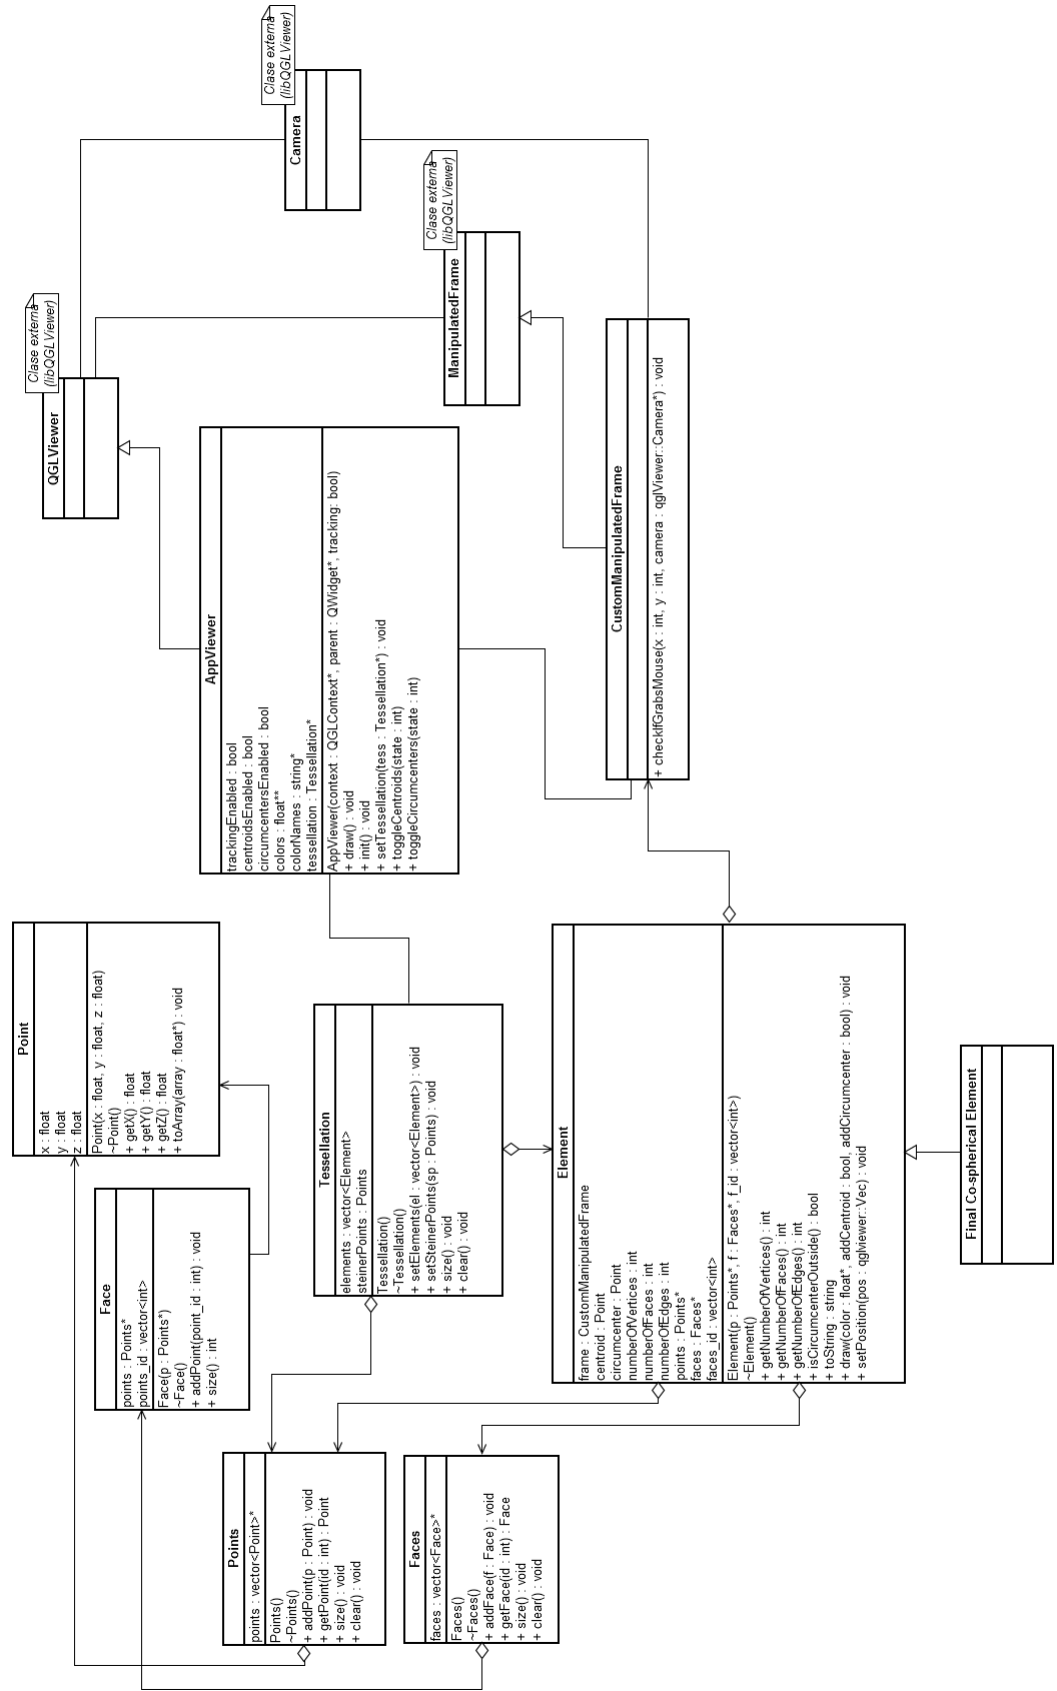 Clase externa
(libQGLViewer)
QGLViewer
Clase externa
(libQGLViewer)
Camera
Clase externa
(libQGLViewer)
ManipulatedFrame
AppViewer
trackingEnabled : bool
centroidsEnabled : bool
circumcentersEnabled : bool
colors : float**
colorNames : string*
tessellation : Tessellation*
AppViewer(context : QGLContext*, parent : QWidget*, tracking: bool)
+ draw() : void
+ init() : void
+ setTessellation(tess : Tessellation*) : void
+ toggleCentroids(state : int)
+ toggleCircumcenters(state : int)
CustomManipulatedFrame
+ checkIfGrabsMouse(x : int, y : int, camera : qglViewer::Camera*) : void
Point
x : float
y : float
z : float
Point(x : float, y : float, z : float)
~Point()
+ getX() : float
+ getY() : float
+ getZ() : float
+ toArray(array : float*) : void
Face
points : Points*
points_id : vector<int>
Face(p : Points*)
~Face()
+ addPoint(point_id : int) : void
+ size() : int
Tessellation
elements : vector<Element>
steinerPoints : Points
Tessellation()
~Tessellation()
+ setElements(el : vector<Element>) : void
+ setSteinerPoints(sp : Points) : void
+ size() : void
+ clear() : void
Element
frame : CustomManipulatedFrame
centroid : Point
circumcenter : Point
numberOfVertices : int
numberOfFaces : int
numberOfEdges : int
points : Points*
faces : Faces*
faces_id : vector<int>
Element(p : Points*, f : Faces*, f_id : vector<int>)
~Element()
+ getNumberOfVertices() : int
+ getNumberOfFaces() : int
+ getNumberOfEdges() : int
+ isCircumcenterOutside() : bool
+ toString : string
+ draw(color : float*, addCentroid : bool, addCircumcenter : bool) : void
+ setPosition(pos : qglviewer::Vec) : void
Final Co-spherical Element
Points
points : vector<Point>*
Points()
~Points()
+ addPoint(p : Point) : void
+ getPoint(id : int) : Point
+ size() : void
+ clear() : void
Faces
faces : vector<Face>*
Faces()
~Faces()
+ addFace(f : Face) : void
+ getFace(id : int) : Face
+ size() : void
+ clear() : void